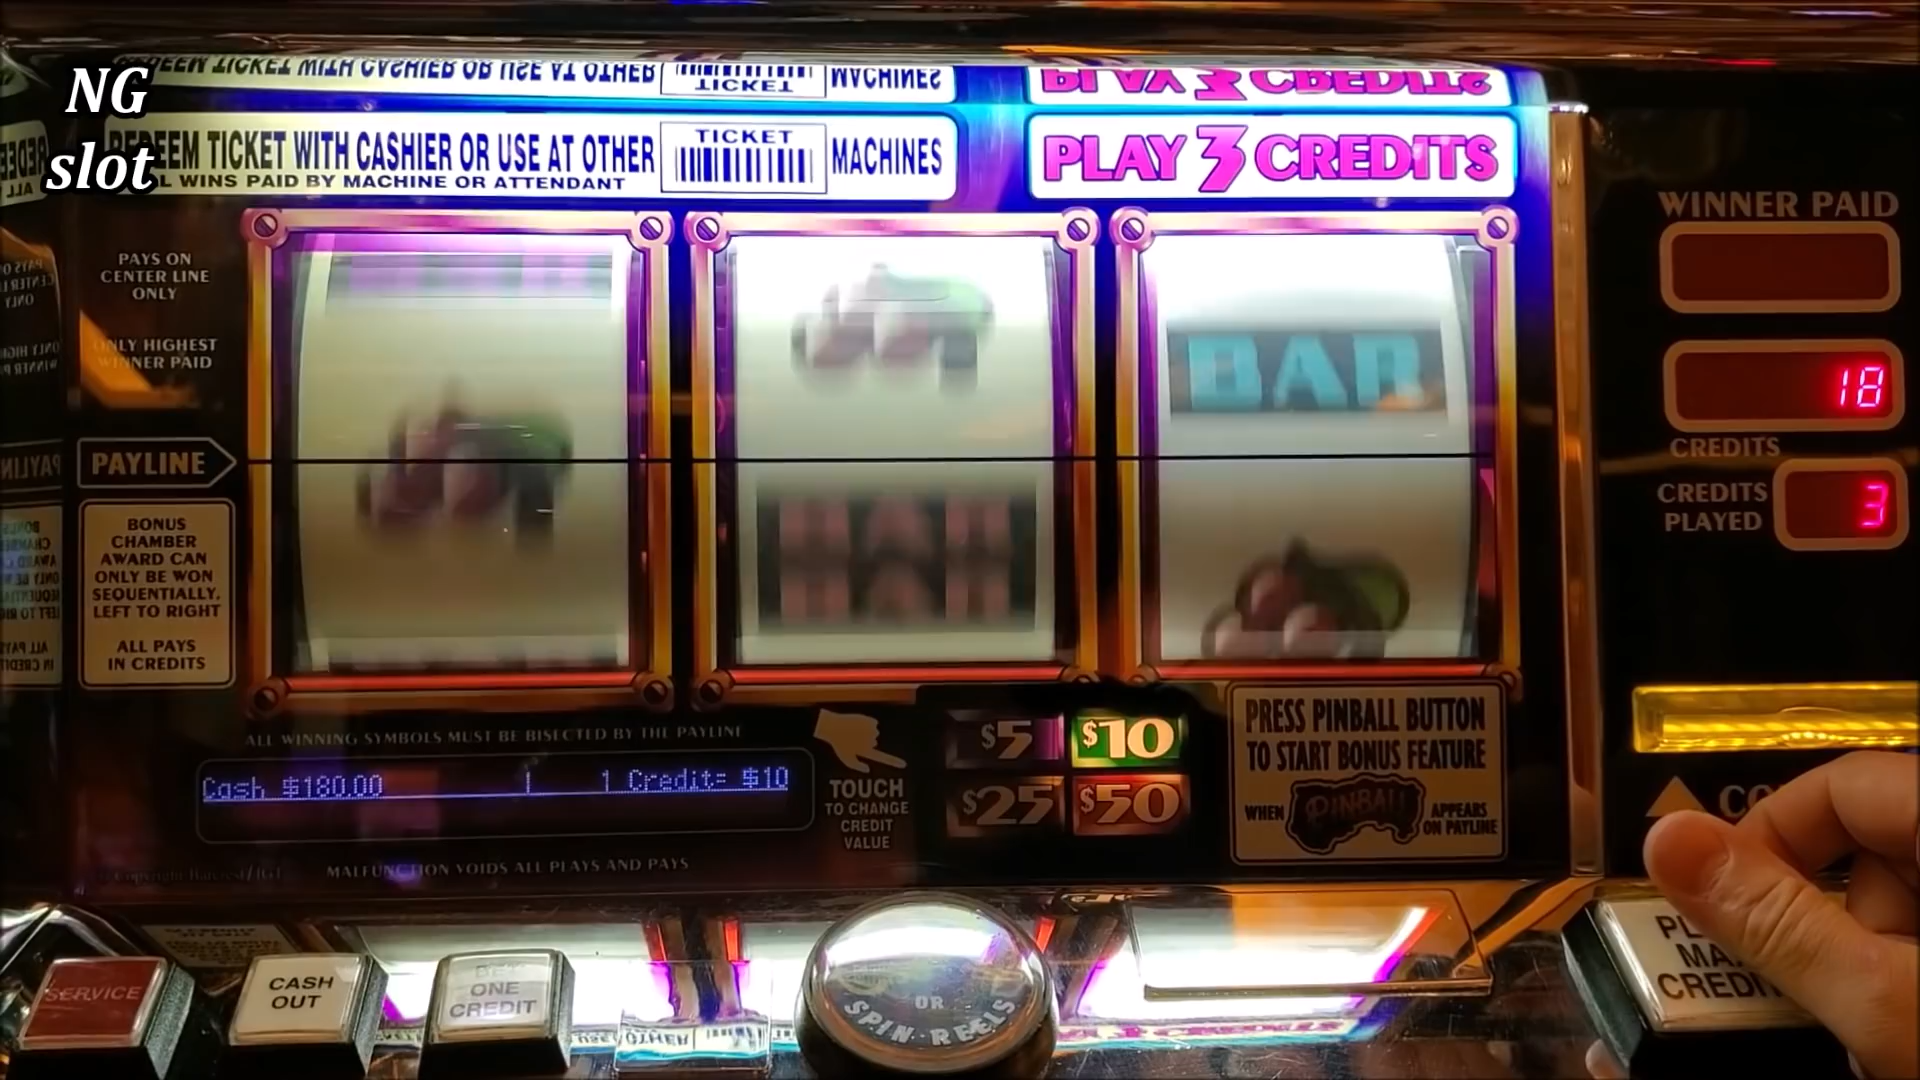 NG
slot
REDEEM TICKET WITH CASHIER OR USE AT OTHER
TICKET
MACHINES
ALL WINS PAID BY MACHINE OR ATTENDANT
PLAY 3 CREDITS
PAYS ON
CENTER LINE
ONLY
ONLY HIGHEST
WINNER PAID
PAYLINE
BONUS
CHAMBER
AWARD CAN
ONLY BE WON
SEQUENTIALLY.
LEFT TO RIGHT
ALL PAYS
IN CREDITS
BAR
BAR
BAR
WINNER PAID
18
CREDITS
CREDITS
PLAYED
3
ALL WINNING SYMBOLS MUST BE BISECTED BY THE PAYLINE
Cash $180.00 | 1 Credit= $10
MALFUNCTION VOIDS ALL PLAYS AND PAYS
TOUCH
TO CHANGE
CREDIT
VALUE
$5
$10
$25
$50
PRESS PINBALL BUTTON
TO START BONUS FEATURE
WHEN PINBALL APPEARS
ON PAYLINE
SERVICE
CASH
OUT
ONE
CREDIT
OR
SPIN REELS